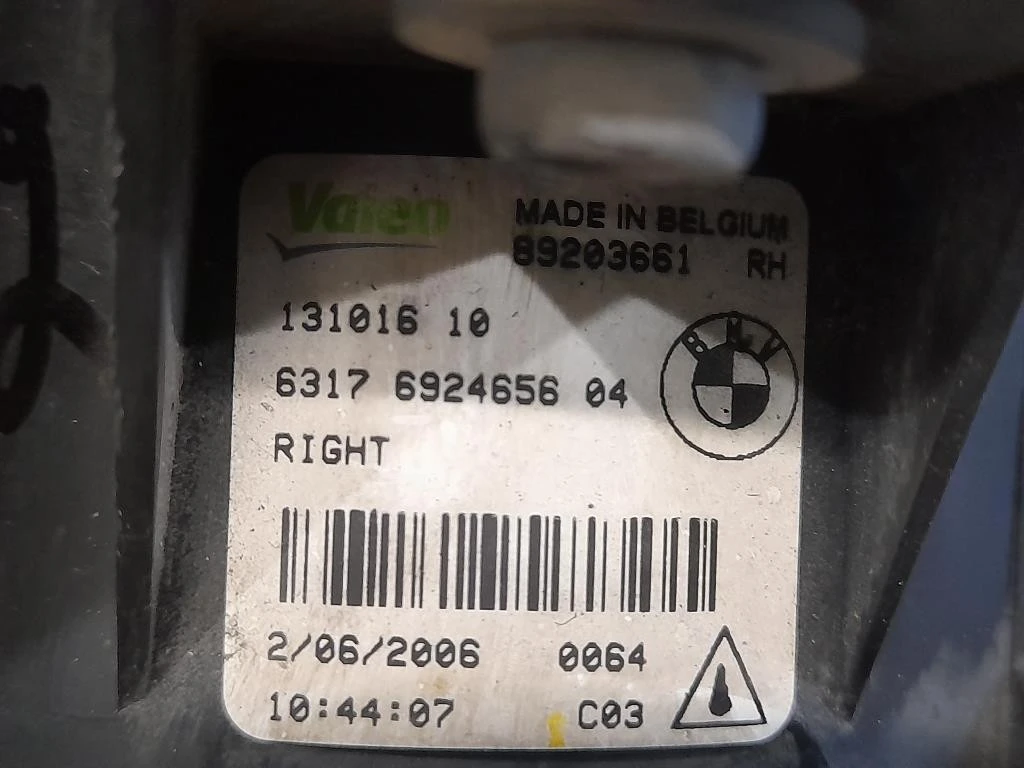 Valeo
MADE IN BELGIUM
89203661 RH
131016 10
BMW
6317 6924656 04
RIGHT
2/06/2006 0064
10:44:07 C03